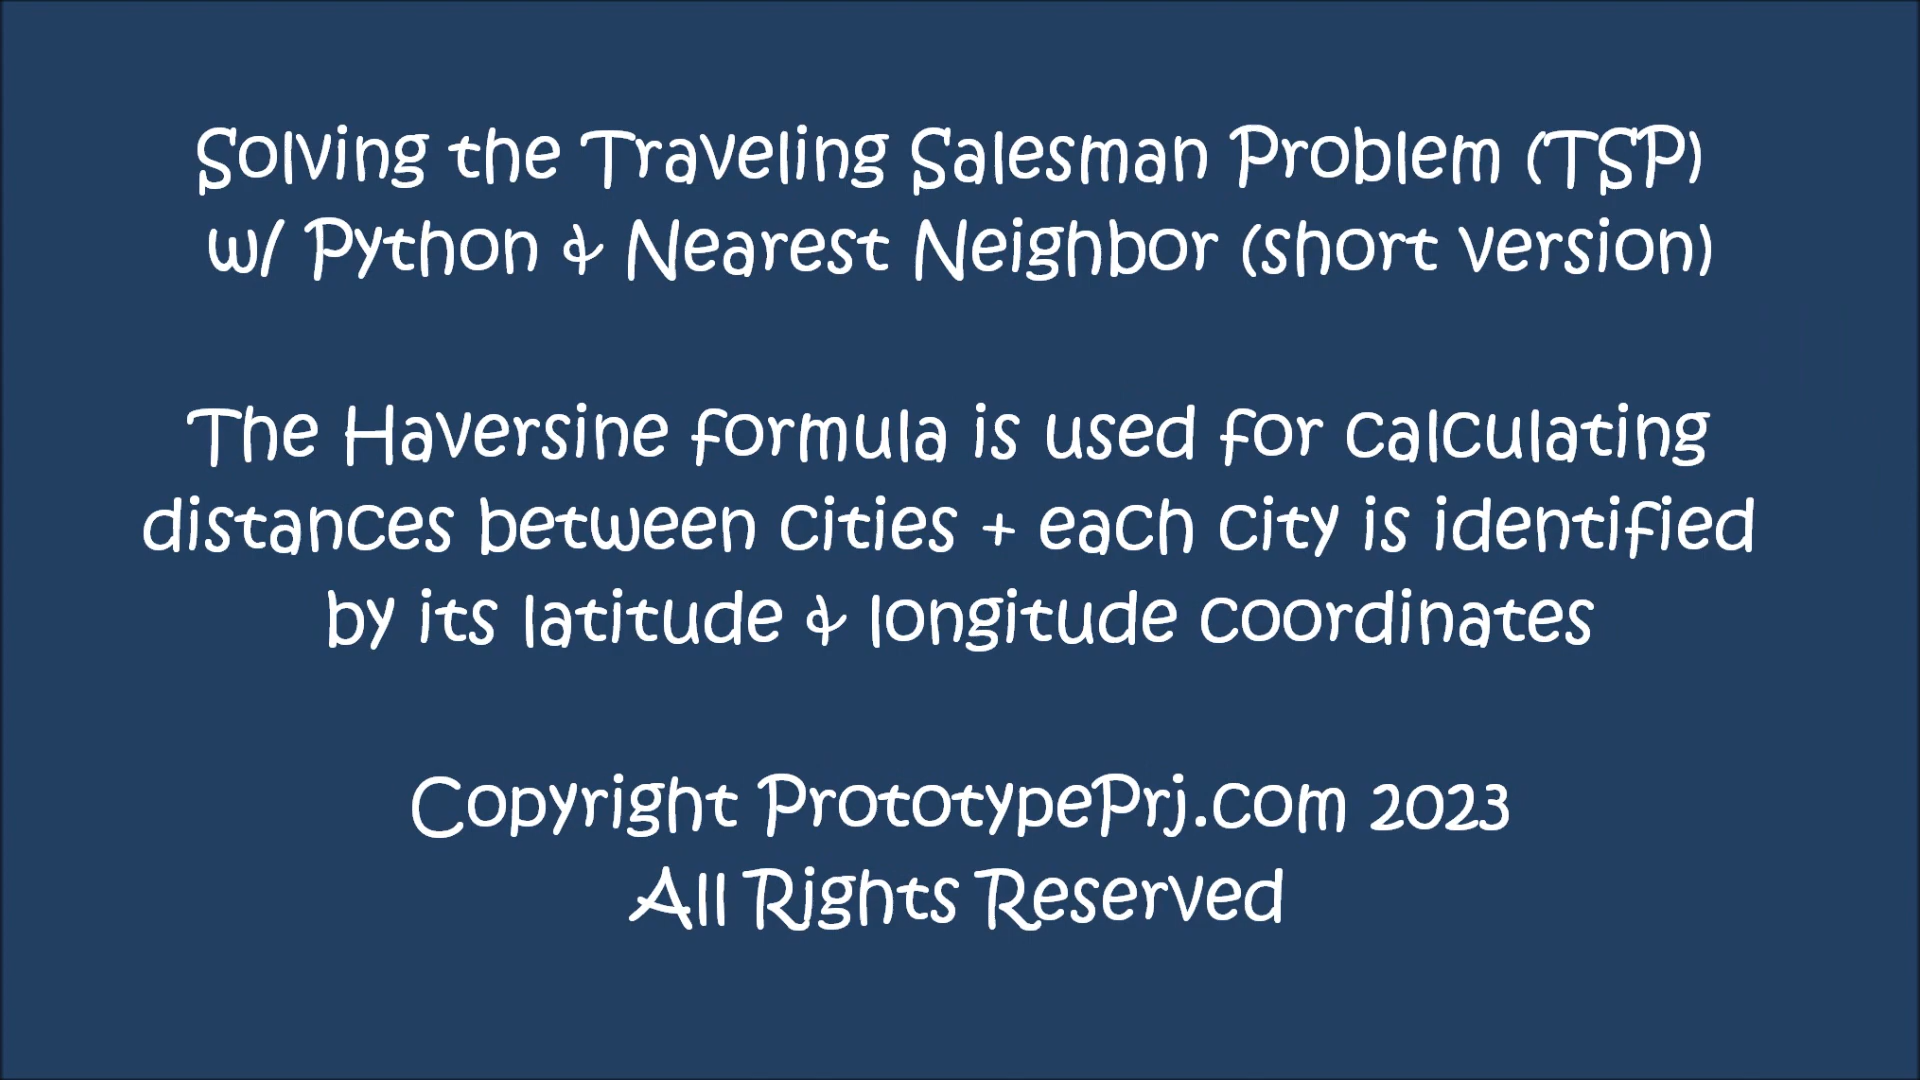 Solving the Traveling Salesman Problem (TSP)
w/ Python & Nearest Neighbor (short version)
The Haversine formula is used for calculating
distances between cities + each city is identified
by its latitude & longitude coordinates
Copyright PrototypePrj.com 2023
All Rights Reserved